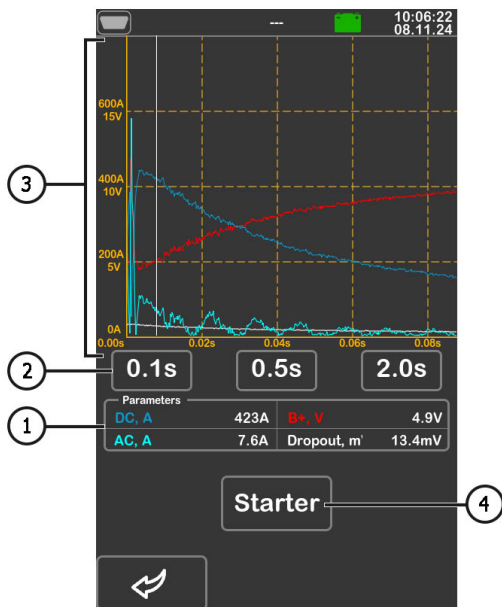 --- 10:06:22
08.11.24
600A
15V
400A
10V
200A
5V
0A
0.00s 0.02s 0.04s 0.06s 0.08s
3
2
0.1s 0.5s 2.0s
Parameters
1
DC, A 423A B+, V 4.9V
AC, A 7.6A Dropout, m' 13.4mV
Starter
4